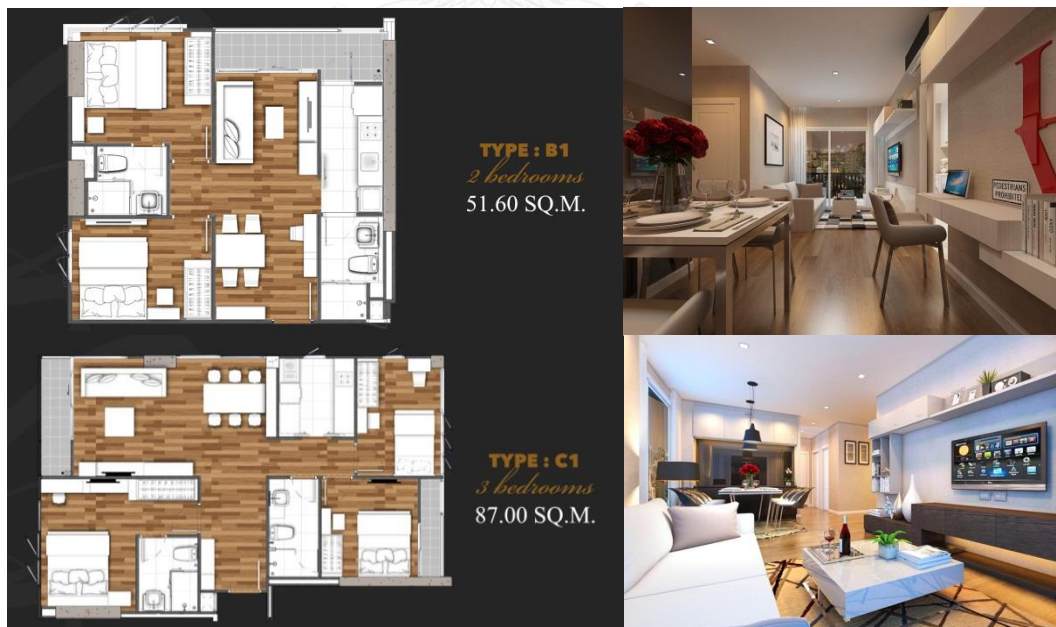 TYPE : B1
2 bedrooms
51.60 SQ.M.
PEDESTRIANS
PROHIBITED
TYPE : C1
3 bedrooms
87.00 SQ.M.